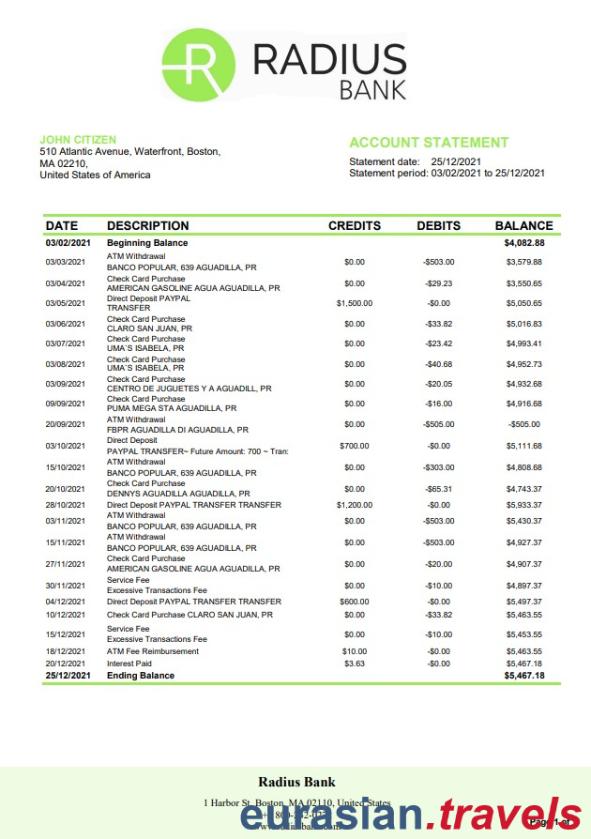 RADIUS
BANK
JOHN CITIZEN
510 Atlantic Avenue, Waterfront, Boston,
MA 02210,
United States of America
ACCOUNT STATEMENT
Statement date: 25/12/2021
Statement period: 03/02/2021 to 25/12/2021
DATE DESCRIPTION CREDITS DEBITS BALANCE
03/02/2021 Beginning Balance $4,082.88
ATM Withdrawal
03/03/2021 BANCO POPULAR, 639 AGUADILLA, PR $0.00 -$503.00 $3,579.88
Check Card Purchase
03/04/2021 AMERICAN GASOLINE AGUA AGUADILLA, PR $0.00 -$29.23 $3,550.65
Direct Deposit PAYPAL
03/05/2021 TRANSFER $1,500.00 -$0.00 $5,050.65
Check Card Purchase
03/06/2021 CLARO SAN JUAN, PR $0.00 -$33.82 $5,016.83
Check Card Purchase
03/07/2021 UMA'S ISABELA, PR $0.00 -$23.42 $4,993.41
Check Card Purchase
03/08/2021 UMA'S ISABELA, PR $0.00 -$40.68 $4,952.73
Check Card Purchase
03/09/2021 CENTRO DE JUGUETES Y A AGUADILL, PR $0.00 -$20.05 $4,932.68
Check Card Purchase
09/09/2021 PUMA MEGA STA AGUADILLA, PR $0.00 -$16.00 $4,916.68
ATM Withdrawal
20/09/2021 FBPR AGUADILLA DI AGUADILLA, PR $0.00 -$505.00 -$505.00
Direct Deposit
03/10/2021 PAYPAL TRANSFER~ Future Amount: 700 ~ Tran: $700.00 -$0.00 $5,111.68
ATM Withdrawal
15/10/2021 BANCO POPULAR, 639 AGUADILLA, PR $0.00 -$303.00 $4,808.68
Check Card Purchase
20/10/2021 DENNYS AGUADILLA AGUADILLA, PR $0.00 -$65.31 $4,743.37
28/10/2021 Direct Deposit PAYPAL TRANSFER TRANSFER $1,200.00 -$0.00 $5,933.37
ATM Withdrawal
03/11/2021 BANCO POPULAR, 639 AGUADILLA, PR $0.00 -$503.00 $5,430.37
ATM Withdrawal
15/11/2021 BANCO POPULAR, 639 AGUADILLA, PR $0.00 -$503.00 $4,927.37
Check Card Purchase
27/11/2021 AMERICAN GASOLINE AGUA AGUADILLA, PR $0.00 -$20.00 $4,907.37
Service Fee
30/11/2021 Excessive Transactions Fee $0.00 -$10.00 $4,897.37
04/12/2021 Direct Deposit PAYPAL TRANSFER TRANSFER $600.00 -$0.00 $5,497.37
10/12/2021 Check Card Purchase CLARO SAN JUAN, PR $0.00 -$33.82 $5,463.55
Service Fee
15/12/2021 Excessive Transactions Fee $0.00 -$10.00 $5,453.55
18/12/2021 ATM Fee Reimbursement $10.00 -$0.00 $5,463.55
20/12/2021 Interest Paid $3.63 -$0.00 $5,467.18
25/12/2021 Ending Balance $5,467.18
Radius Bank
1 Harbor St, Boston, MA 02110, United States
eurasian.travels
Page 1 of